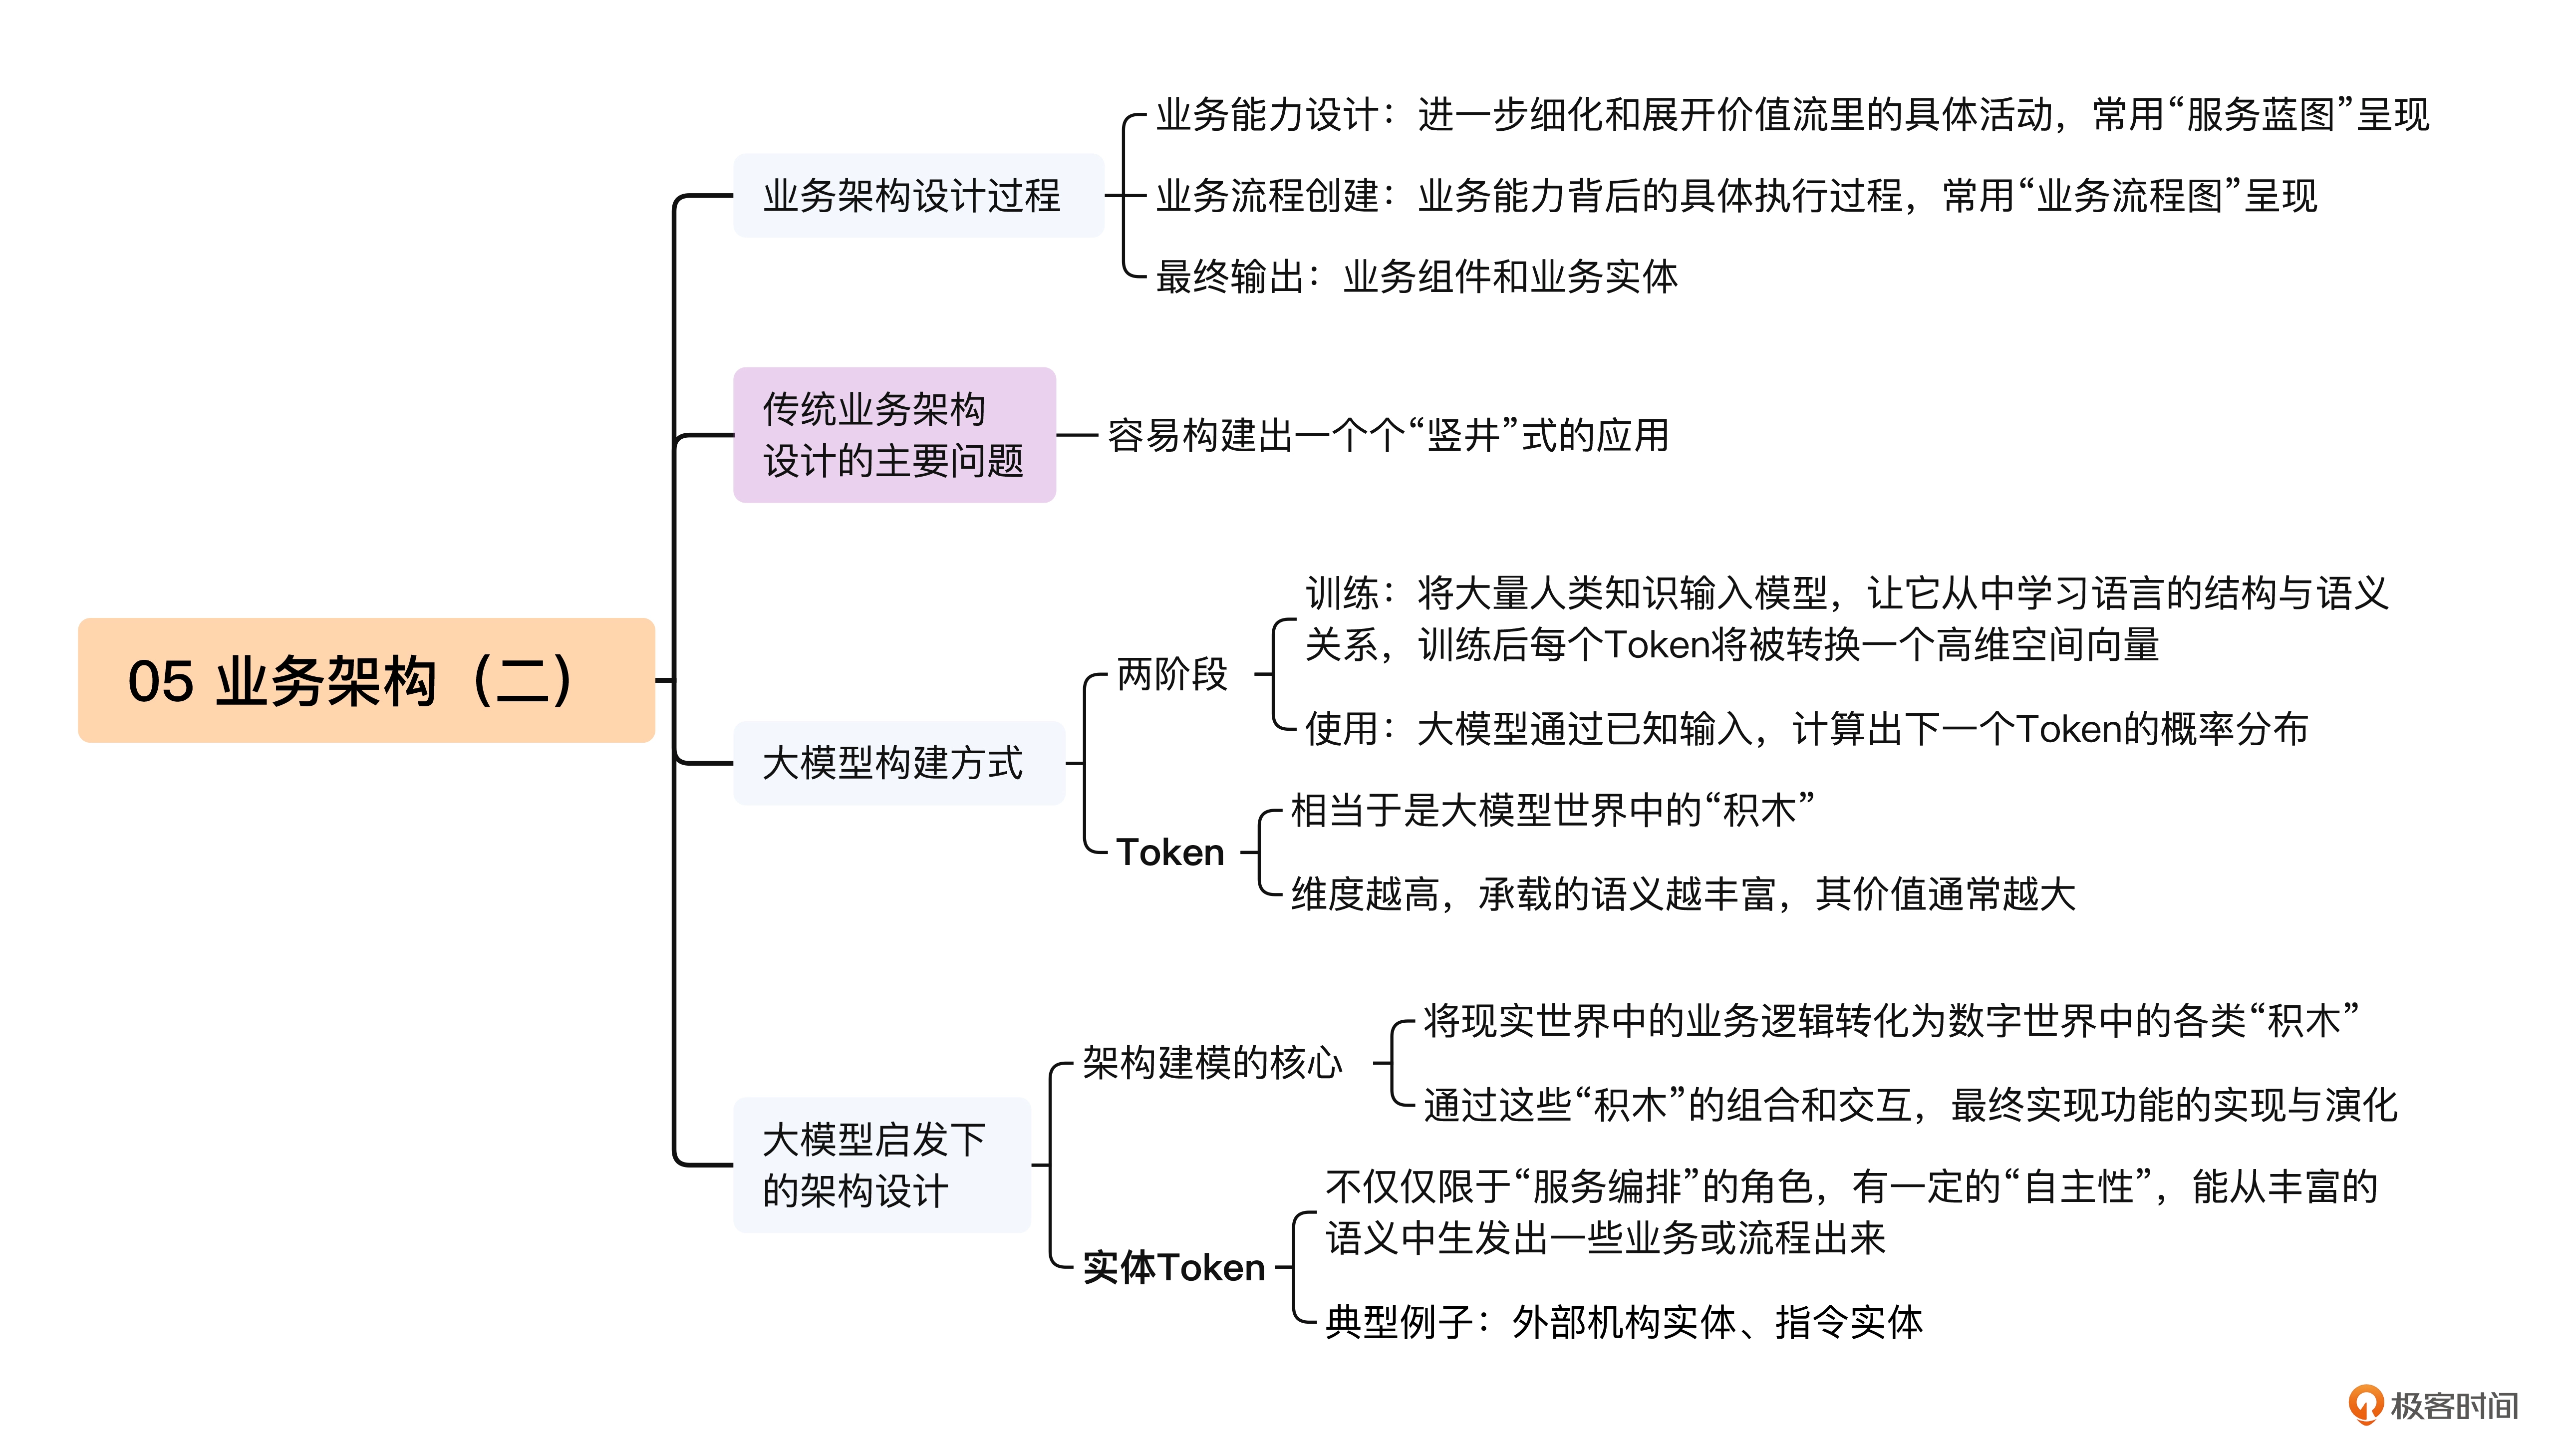 05 业务架构（二）
业务架构设计过程
业务能力设计：进一步细化和展开价值流里的具体活动，常用“服务蓝图”呈现
业务流程创建：业务能力背后的具体执行过程，常用“业务流程图”呈现
最终输出：业务组件和业务实体
传统业务架构
设计的主要问题
容易构建出一个个“竖井”式的应用
大模型构建方式
两阶段
训练：将大量人类知识输入模型，让它从中学习语言的结构与语义
关系，训练后每个Token将被转换一个高维空间向量
使用：大模型通过已知输入，计算出下一个Token的概率分布
Token
相当于是大模型世界中的“积木”
维度越高，承载的语义越丰富，其价值通常越大
大模型启发下
的架构设计
架构建模的核心
将现实世界中的业务逻辑转化为数字世界中的各类“积木”
通过这些“积木”的组合和交互，最终实现功能的实现与演化
实体Token
不仅仅限于“服务编排”的角色，有一定的“自主性”，能从丰富的
语义中生发出一些业务或流程出来
典型例子：外部机构实体、指令实体
极客时间